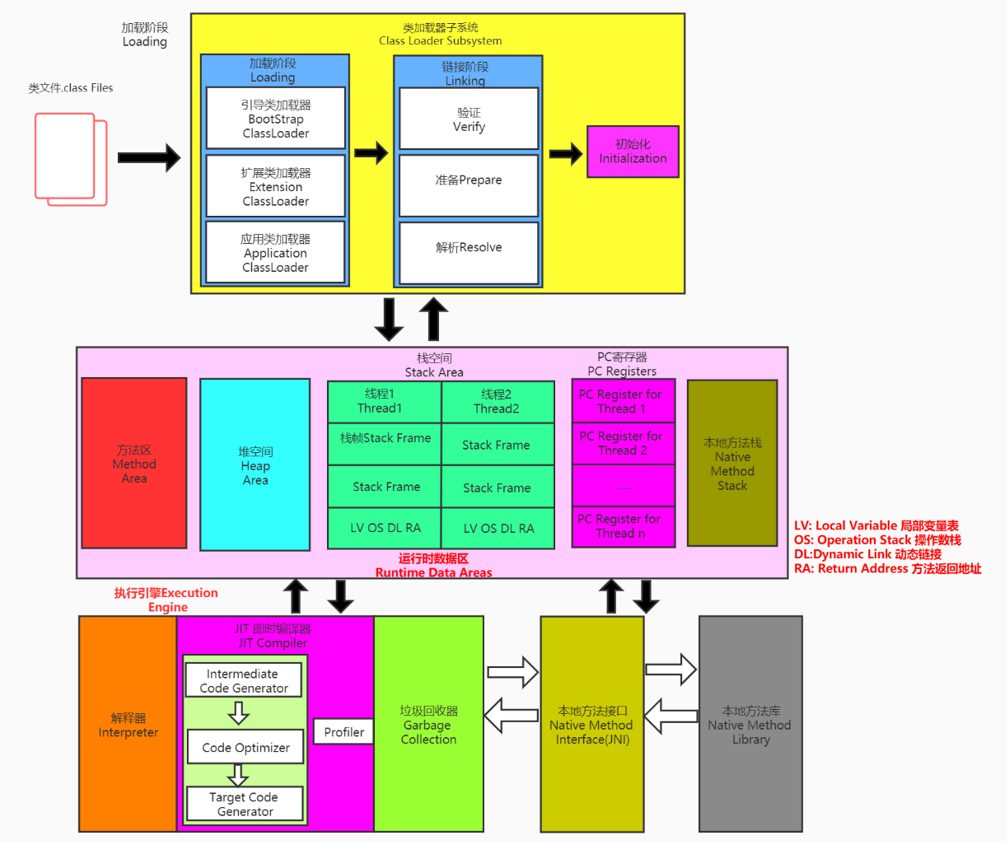 加载阶段
Loading
类文件.class Files
类加载器子系统
Class Loader Subsystem
加载阶段
Loading
引导类加载器
BootStrap
ClassLoader
扩展类加载器
Extension
ClassLoader
应用类加载器
Application
ClassLoader
链接阶段
Linking
验证
Verify
准备Prepare
解析Resolve
初始化
Initialization
方法区
Method
Area
堆空间
Heap
Area
栈空间
Stack Area
线程1
Thread1
线程2
Thread2
栈帧Stack Frame
Stack Frame
Stack Frame
Stack Frame
LV OS DL RA
LV OS DL RA
PC寄存器
PC Registers
PC Register for
Thread 1
PC Register for
Thread 2
......
PC Register for
Thread n
本地方法栈
Native
Method
Stack
运行时数据区
Runtime Data Areas
LV: Local Variable 局部变量表
OS: Operation Stack 操作数栈
DL:Dynamic Link 动态链接
RA: Return Address 方法返回地址
执行引擎Execution
Engine
解释器
Interpreter
JIT 即时编译器
JIT Compiler
Intermediate
Code Generator
Code Optimizer
Target Code
Generator
Profiler
垃圾回收器
Garbage
Collection
本地方法接口
Native Method
Interface(JNI)
本地方法库
Native Method
Library